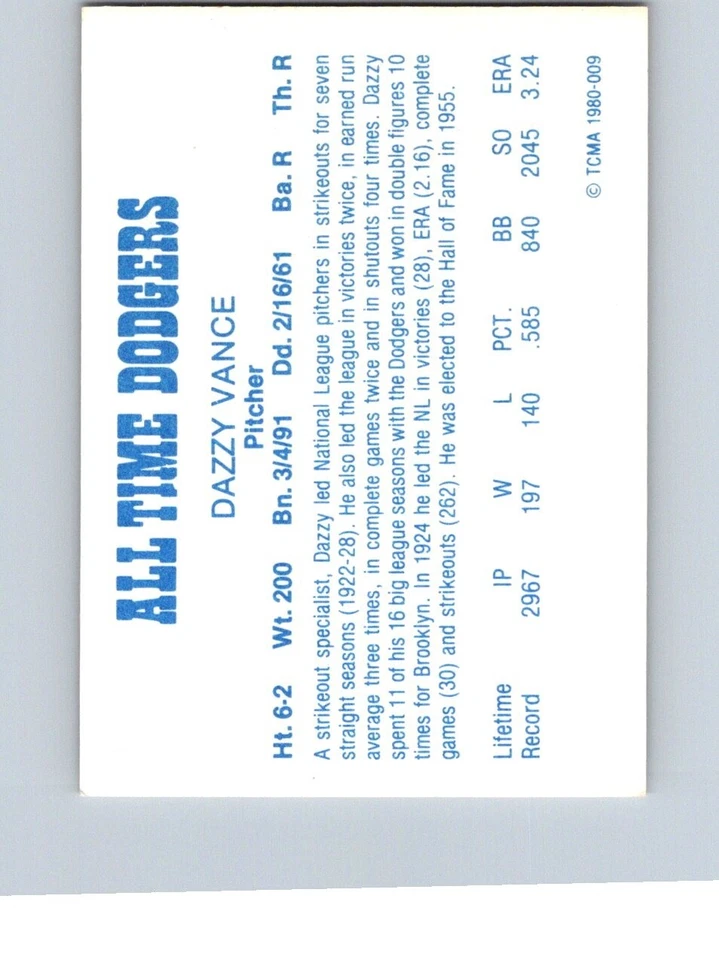 ALL TIME DODGERS
DAZZY VANCE
Pitcher
Ht. 6-2 Wt. 200 Bn. 3/4/91 Dd. 2/16/61 Ba. R Th. R
A strikeout specialist, Dazzy led National League pitchers in strikeouts for seven
straight seasons (1922-28). He also led the league in victories twice, in earned run
average three times, in complete games twice and in shutouts four times. Dazzy
spent 11 of his 16 big league seasons with the Dodgers and won in double figures 10
times for Brooklyn. In 1924 he led the NL in victories (28), ERA (2.16), complete
games (30) and strikeouts (262). He was elected to the Hall of Fame in 1955.
Lifetime IP W L PCT. BB SO ERA
Record 2967 197 140 .585 840 2045 3.24
© TCMA 1980-009